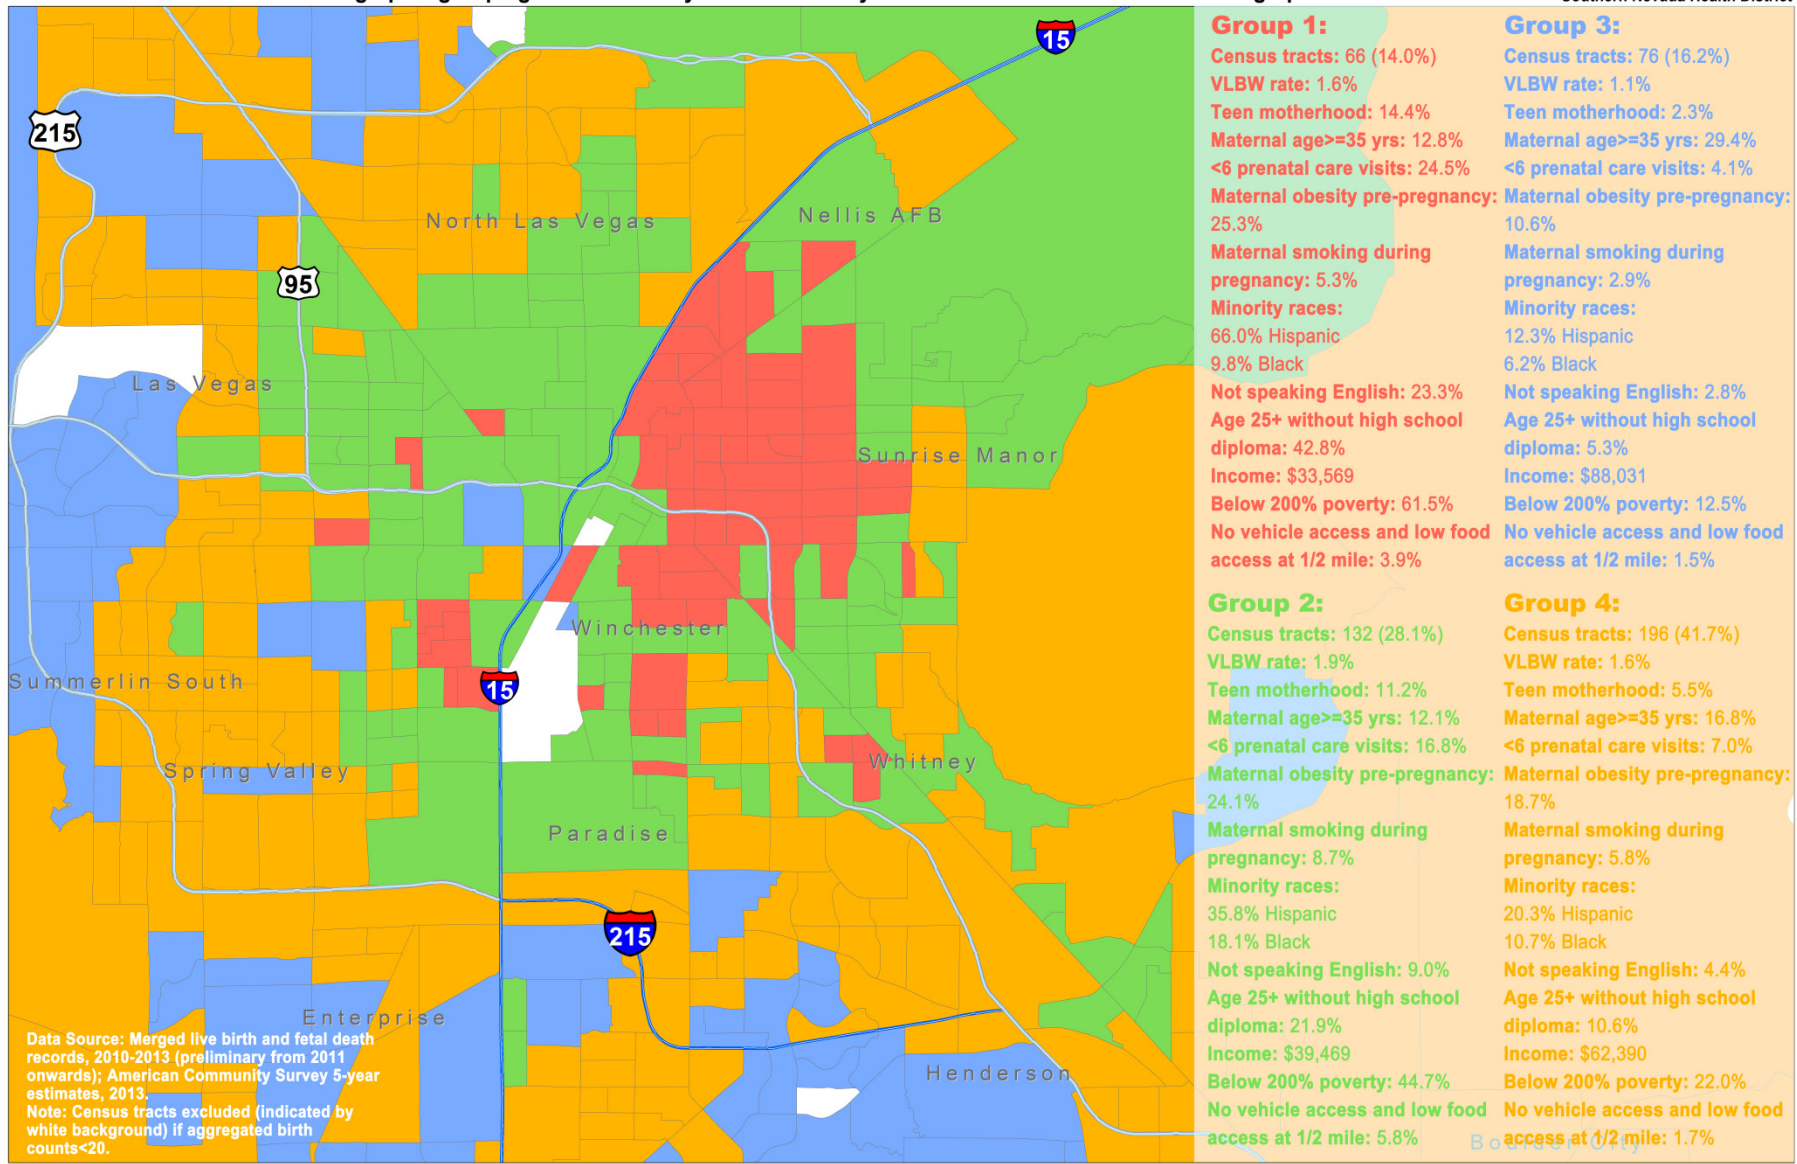 Southern Nevada Health District
15
215
95
North Las Vegas
Nellis AFB
Las Vegas
Sunrise Manor
Winchester
Summerlin South
15
Whitney
Spring Valley
Paradise
215
Enterprise
Henderson
Boulder City
Data Source: Merged live birth and fetal death
records, 2010-2013 (preliminary from 2011
onwards); American Community Survey 5-year
estimates, 2013.
Note: Census tracts excluded (indicated by
white background) if aggregated birth
counts<20.
Group 1:
Census tracts: 66 (14.0%)
VLBW rate: 1.6%
Teen motherhood: 14.4%
Maternal age>=35 yrs: 12.8%
<6 prenatal care visits: 24.5%
Maternal obesity pre-pregnancy:
25.3%
Maternal smoking during
pregnancy: 5.3%
Minority races:
66.0% Hispanic
9.8% Black
Not speaking English: 23.3%
Age 25+ without high school
diploma: 42.8%
Income: $33,569
Below 200% poverty: 61.5%
No vehicle access and low food
access at 1/2 mile: 3.9%
Group 2:
Census tracts: 132 (28.1%)
VLBW rate: 1.9%
Teen motherhood: 11.2%
Maternal age>=35 yrs: 12.1%
<6 prenatal care visits: 16.8%
Maternal obesity pre-pregnancy:
24.1%
Maternal smoking during
pregnancy: 8.7%
Minority races:
35.8% Hispanic
18.1% Black
Not speaking English: 9.0%
Age 25+ without high school
diploma: 21.9%
Income: $39,469
Below 200% poverty: 44.7%
No vehicle access and low food
access at 1/2 mile: 5.8%
Group 3:
Census tracts: 76 (16.2%)
VLBW rate: 1.1%
Teen motherhood: 2.3%
Maternal age>=35 yrs: 29.4%
<6 prenatal care visits: 4.1%
Maternal obesity pre-pregnancy:
10.6%
Maternal smoking during
pregnancy: 2.9%
Minority races:
12.3% Hispanic
6.2% Black
Not speaking English: 2.8%
Age 25+ without high school
diploma: 5.3%
Income: $88,031
Below 200% poverty: 12.5%
No vehicle access and low food
access at 1/2 mile: 1.5%
Group 4:
Census tracts: 196 (41.7%)
VLBW rate: 1.6%
Teen motherhood: 5.5%
Maternal age>=35 yrs: 16.8%
<6 prenatal care visits: 7.0%
Maternal obesity pre-pregnancy:
18.7%
Maternal smoking during
pregnancy: 5.8%
Minority races:
20.3% Hispanic
10.7% Black
Not speaking English: 4.4%
Age 25+ without high school
diploma: 10.6%
Income: $62,390
Below 200% poverty: 22.0%
No vehicle access and low food
access at 1/2 mile: 1.7%